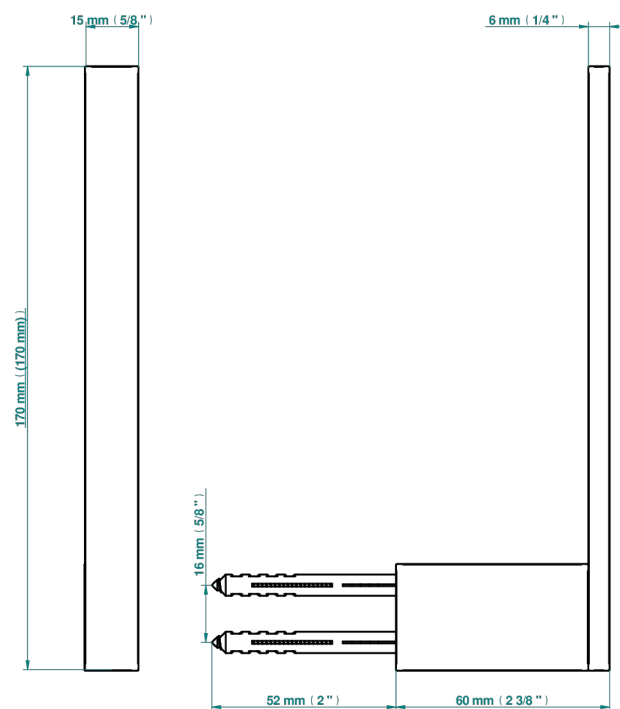 15 mm ( 5/8 " )
6 mm ( 1/4 " )
170 mm ( (170 mm) )
16 mm ( 5/8 " )
52 mm ( 2 " )
60 mm ( 2 3/8 " )